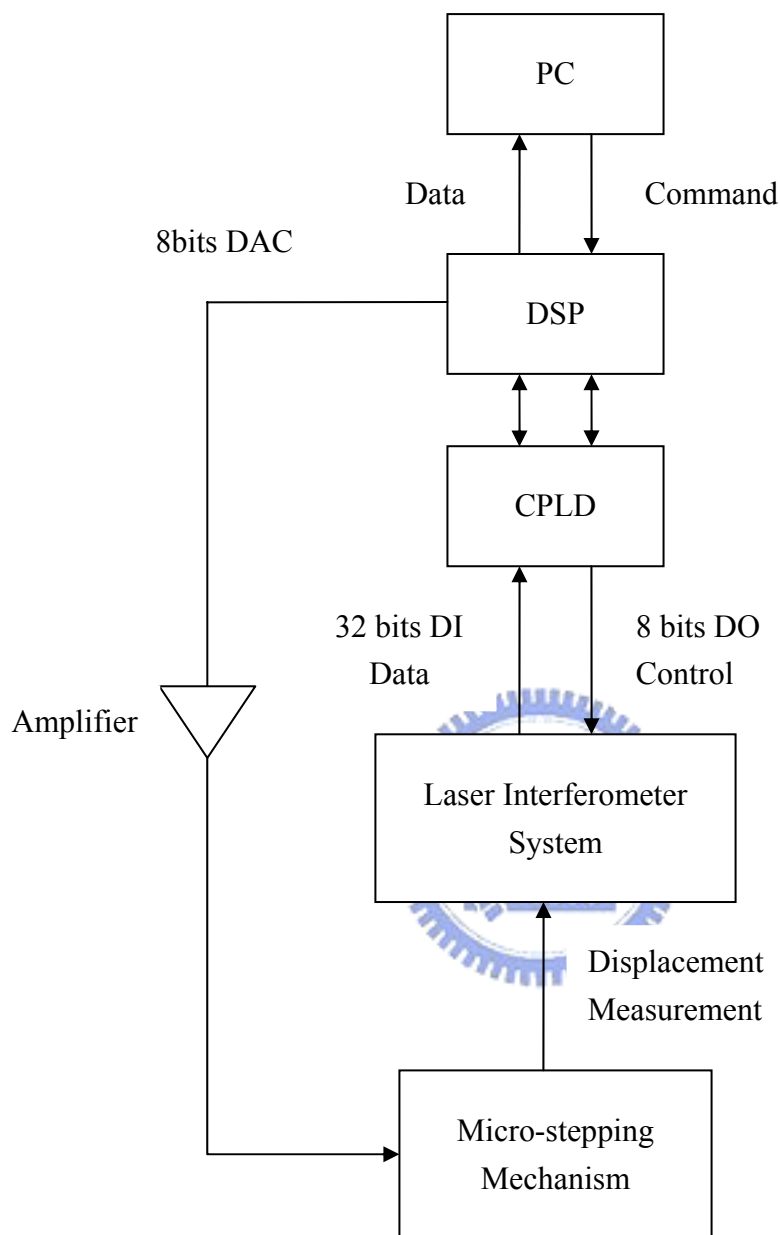 PC
Data
Command
8bits DAC
DSP
CPLD
32 bits DI
Data
8 bits DO
Control
Amplifier
Laser Interferometer
System
Displacement
Measurement
Micro-stepping
Mechanism